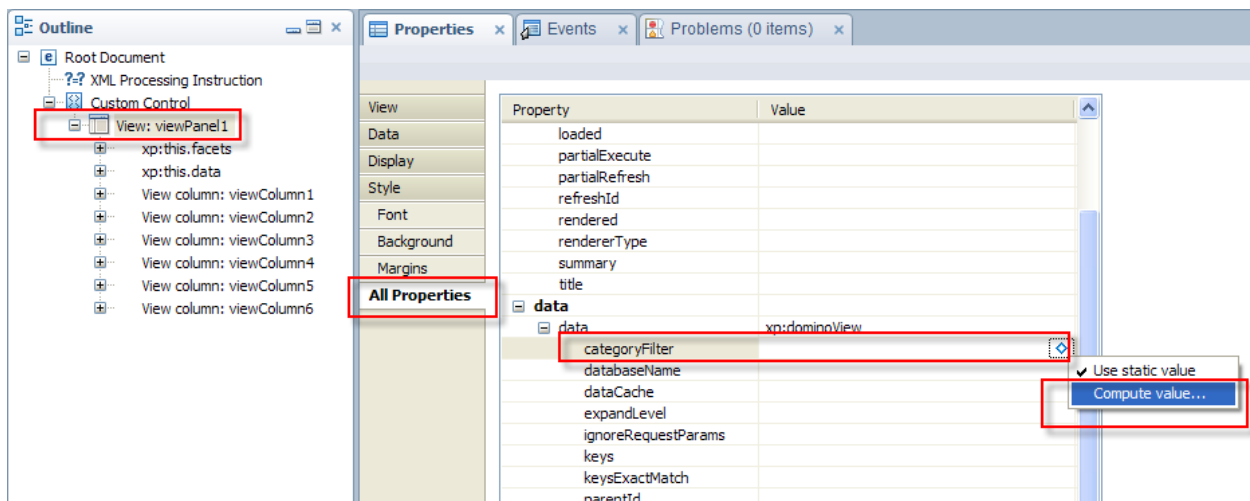 Outline
Root Document
?=? XML Processing Instruction
Custom Control
View: viewPanel1
xp:this.facets
xp:this.data
View column: viewColumn1
View column: viewColumn2
View column: viewColumn3
View column: viewColumn4
View column: viewColumn5
View column: viewColumn6
Properties
Events
Problems (0 items)
View
Data
Display
Style
Font
Background
Margins
All Properties
Property Value
loaded
partialExecute
partialRefresh
refreshId
rendered
rendererType
summary
title
data
data xp:dominoView
categoryFilter
databaseName
dataCache
expandLevel
ignoreRequestParams
keys
keysExactMatch
parentId
Use static value
Compute value...